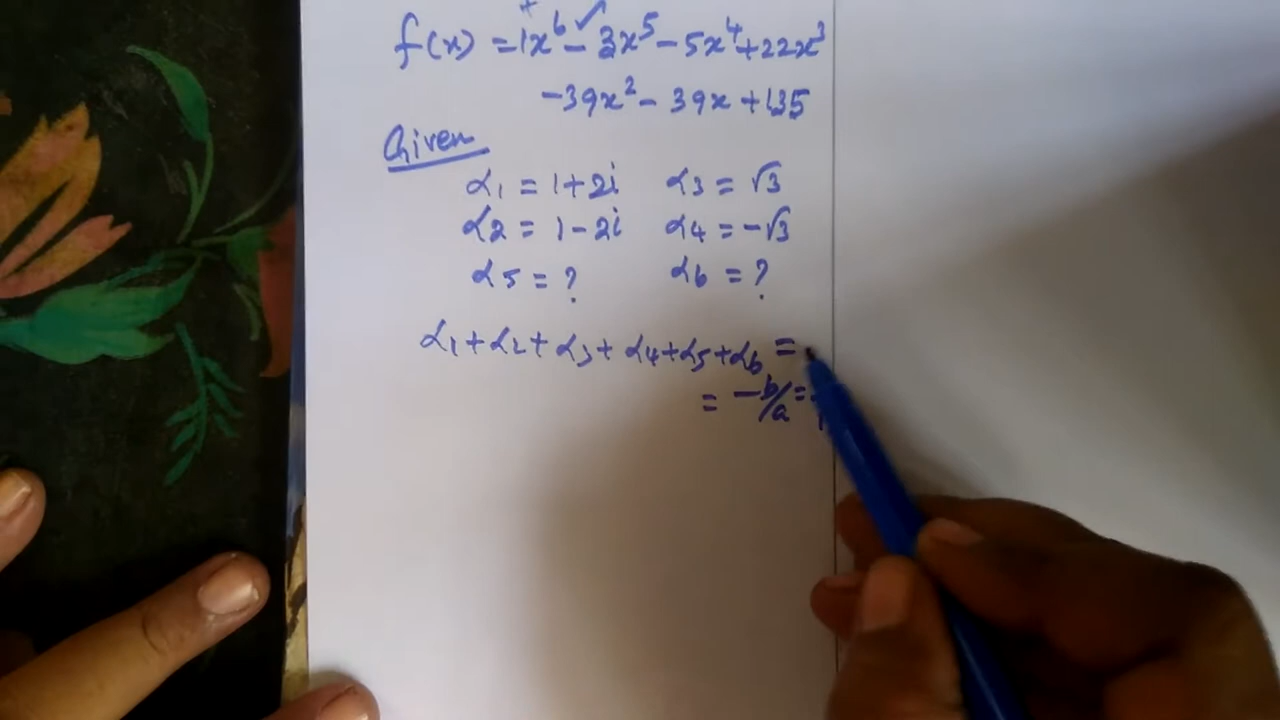 f(x) = 1x⁶ - 3x⁵ - 5x⁴ + 22x³
-39x² - 39x + 135
Given
α₁ = 1+2i α₃ = √3
α₂ = 1-2i α₄ = -√3
α5 = ? α6 = ?
α₁ + α₂ + α₃ + α₄ + α₅ + α₆ =
= -b/a =